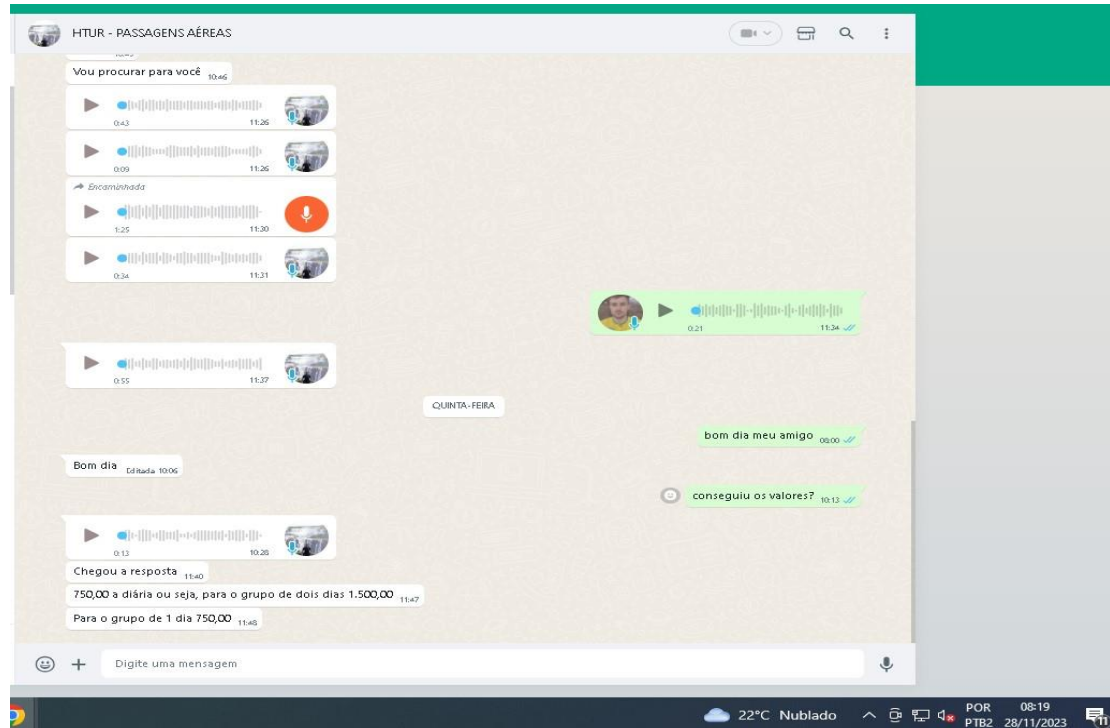 HTUR - PASSAGENS AÉREAS
Vou procurar para você 10:46
0:43 11:26
0:09 11:26
Encaminhada
1:25 11:30
0:34 11:31
0:21 11:34
0:55 11:37
QUINTA-FEIRA
bom dia meu amigo 08:00
Bom dia Editada 10:06
conseguiu os valores? 10:13
0:13 10:28
Chegou a resposta 11:40
750,00 a diária ou seja, para o grupo de dois dias 1.500,00 11:47
Para o grupo de 1 dia 750,00 11:48
Digite uma mensagem
22°C Nublado
POR 08:19
PTB2 28/11/2023